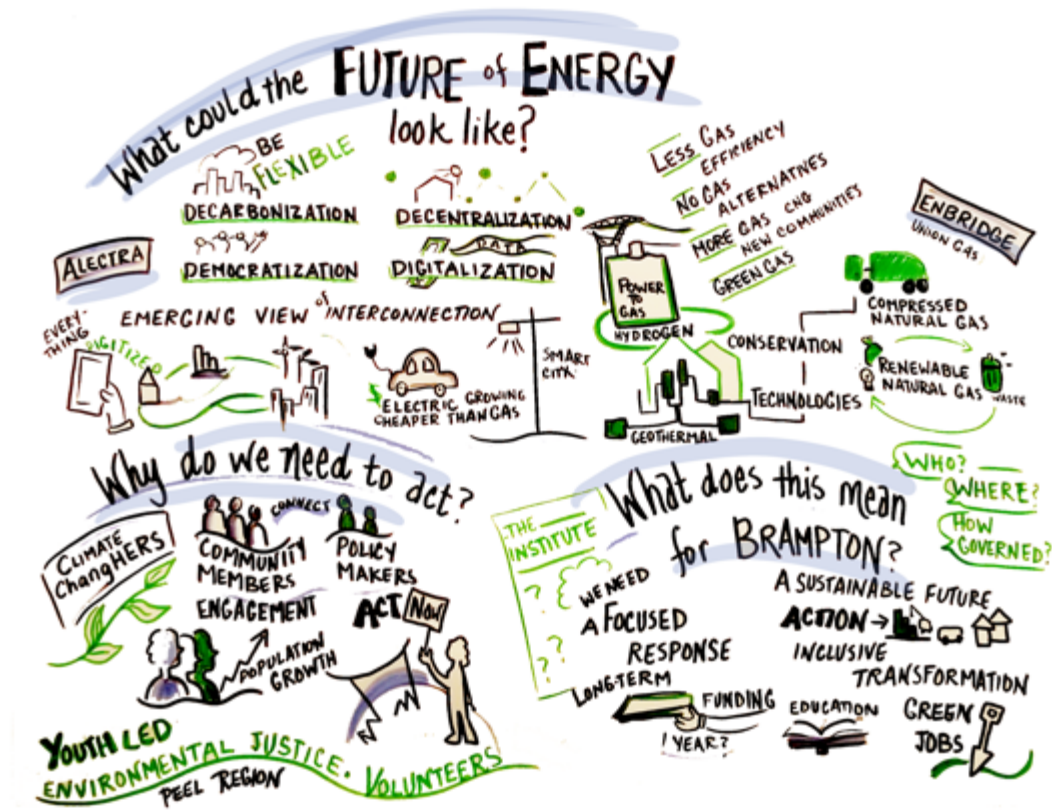 What could the FUTURE of ENERGY
look like?
BE
FLEXIBLE
DECARBONIZATION
DECENTRALIZATION
DEMOCRATIZATION
DATA
DIGITALIZATION
ALECTRA
LESS GAS
EFFICIENCY
NO GAS
ALTERNATIVES
MORE GAS CNG
NEW COMMUNITIES
GREEN GAS
ENBRIDGE
UNION GAS
EMERGING VIEW of INTERCONNECTION
EVERY-
THING
DIGITIZED
ELECTRIC GROWING
CHEAPER THAN GAS
SMART
CITY
POWER
TO
GAS
HYDROGEN
CONSERVATION
TECHNOLOGIES
GEOTHERMAL
COMPRESSED
NATURAL GAS
RENEWABLE
NATURAL GAS
WASTE
Why do we need to act?
CLIMATE
ChangHERS
COMMUNITY
MEMBERS
CONNECT
POLICY
MAKERS
ENGAGEMENT
ACT NOW
POPULATION
GROWTH
YOUTH LED
ENVIRONMENTAL JUSTICE. VOLUNTEERS
PEEL REGION
What does this mean
for BRAMPTON?
WHO?
WHERE?
HOW
GOVERNED?
THE
INSTITUTE
?
?
?
?
WE NEED
A FOCUSED
RESPONSE
LONG-TERM
FUNDING
1 YEAR?
A SUSTAINABLE FUTURE
ACTION →
INCLUSIVE
TRANSFORMATION
EDUCATION
GREEN
JOBS